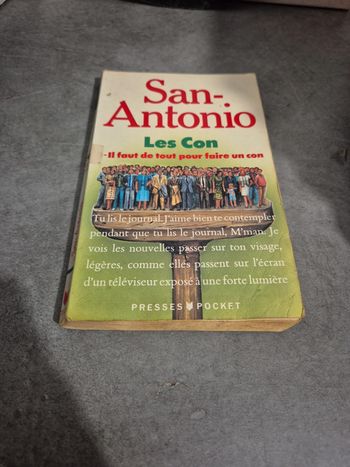 San-
Antonio
Les Con
-Il faut de tout pour faire un con
Tu lis le journal. J'aime bien te contempler
pendant que tu lis le journal, M'man. Je
vois les nouvelles passer sur ton visage,
légères, comme elles passent sur l'écran
d'un téléviseur exposé à une forte lumière
PRESSES POCKET